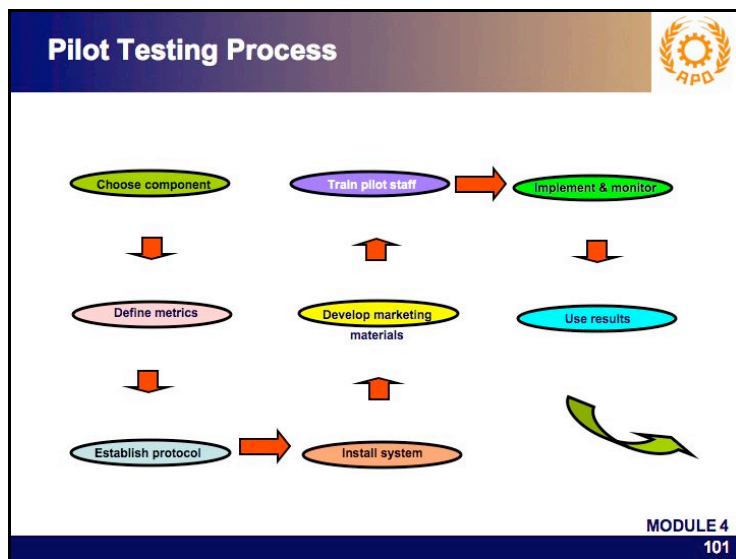 Pilot Testing Process
APO
Choose component
Train pilot staff
Implement & monitor
Define metrics
Develop marketing
materials
Use results
Establish protocol
Install system
MODULE 4
101